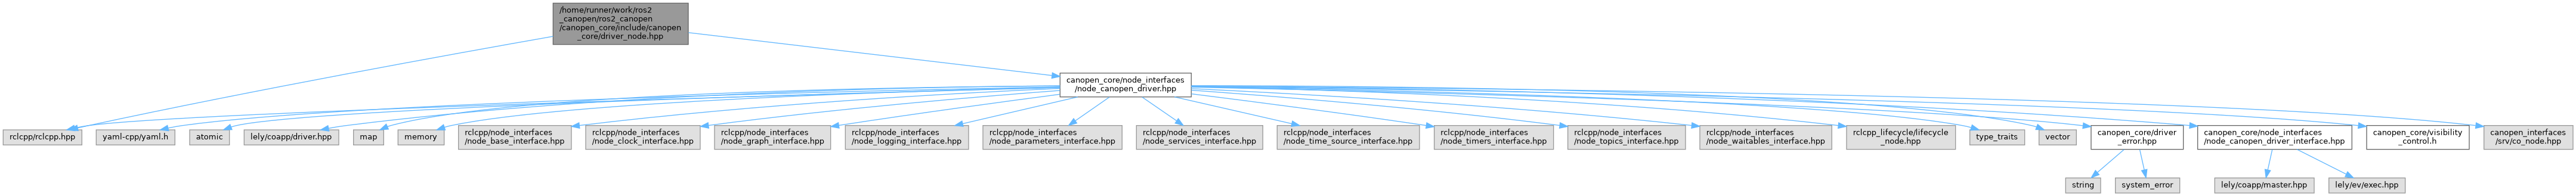 /home/runner/work/ros2
_canopen/ros2_canopen
/canopen_core/include/canopen
_core/driver_node.hpp
canopen_core/node_interfaces
/node_canopen_driver.hpp
rclcpp/rclcpp.hpp
yaml-cpp/yaml.h
atomic
lely/coapp/driver.hpp
map
memory
rclcpp/node_interfaces
/node_base_interface.hpp
rclcpp/node_interfaces
/node_clock_interface.hpp
rclcpp/node_interfaces
/node_graph_interface.hpp
rclcpp/node_interfaces
/node_logging_interface.hpp
rclcpp/node_interfaces
/node_parameters_interface.hpp
rclcpp/node_interfaces
/node_services_interface.hpp
rclcpp/node_interfaces
/node_time_source_interface.hpp
rclcpp/node_interfaces
/node_timers_interface.hpp
rclcpp/node_interfaces
/node_topics_interface.hpp
rclcpp/node_interfaces
/node_waitables_interface.hpp
rclcpp_lifecycle/lifecycle
_node.hpp
type_traits
vector
canopen_core/driver
_error.hpp
canopen_core/node_interfaces
/node_canopen_driver_interface.hpp
canopen_core/visibility
_control.h
canopen_interfaces
/srv/co_node.hpp
string
system_error
lely/coapp/master.hpp
lely/ev/exec.hpp